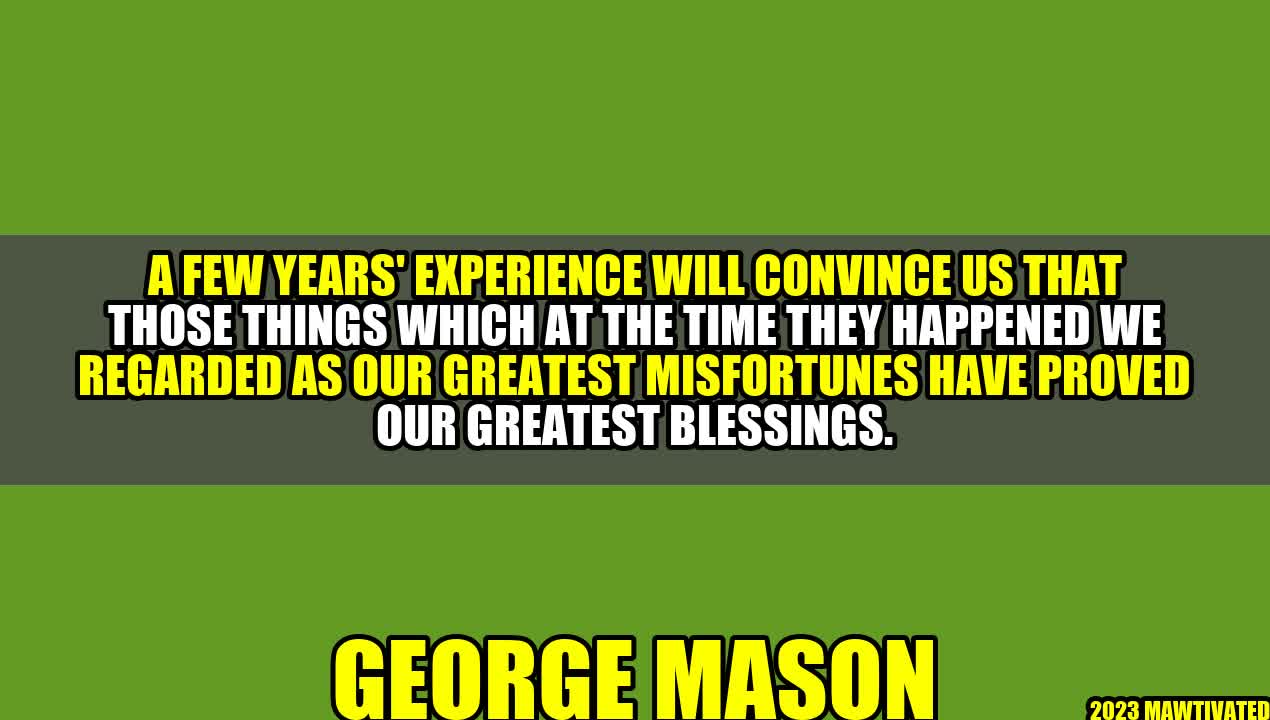 A FEW YEARS' EXPERIENCE WILL CONVINCE US THAT
THOSE THINGS WHICH AT THE TIME THEY HAPPENED WE
REGARDED AS OUR GREATEST MISFORTUNES HAVE PROVED
OUR GREATEST BLESSINGS.
GEORGE MASON
2023 MAWTIVATED